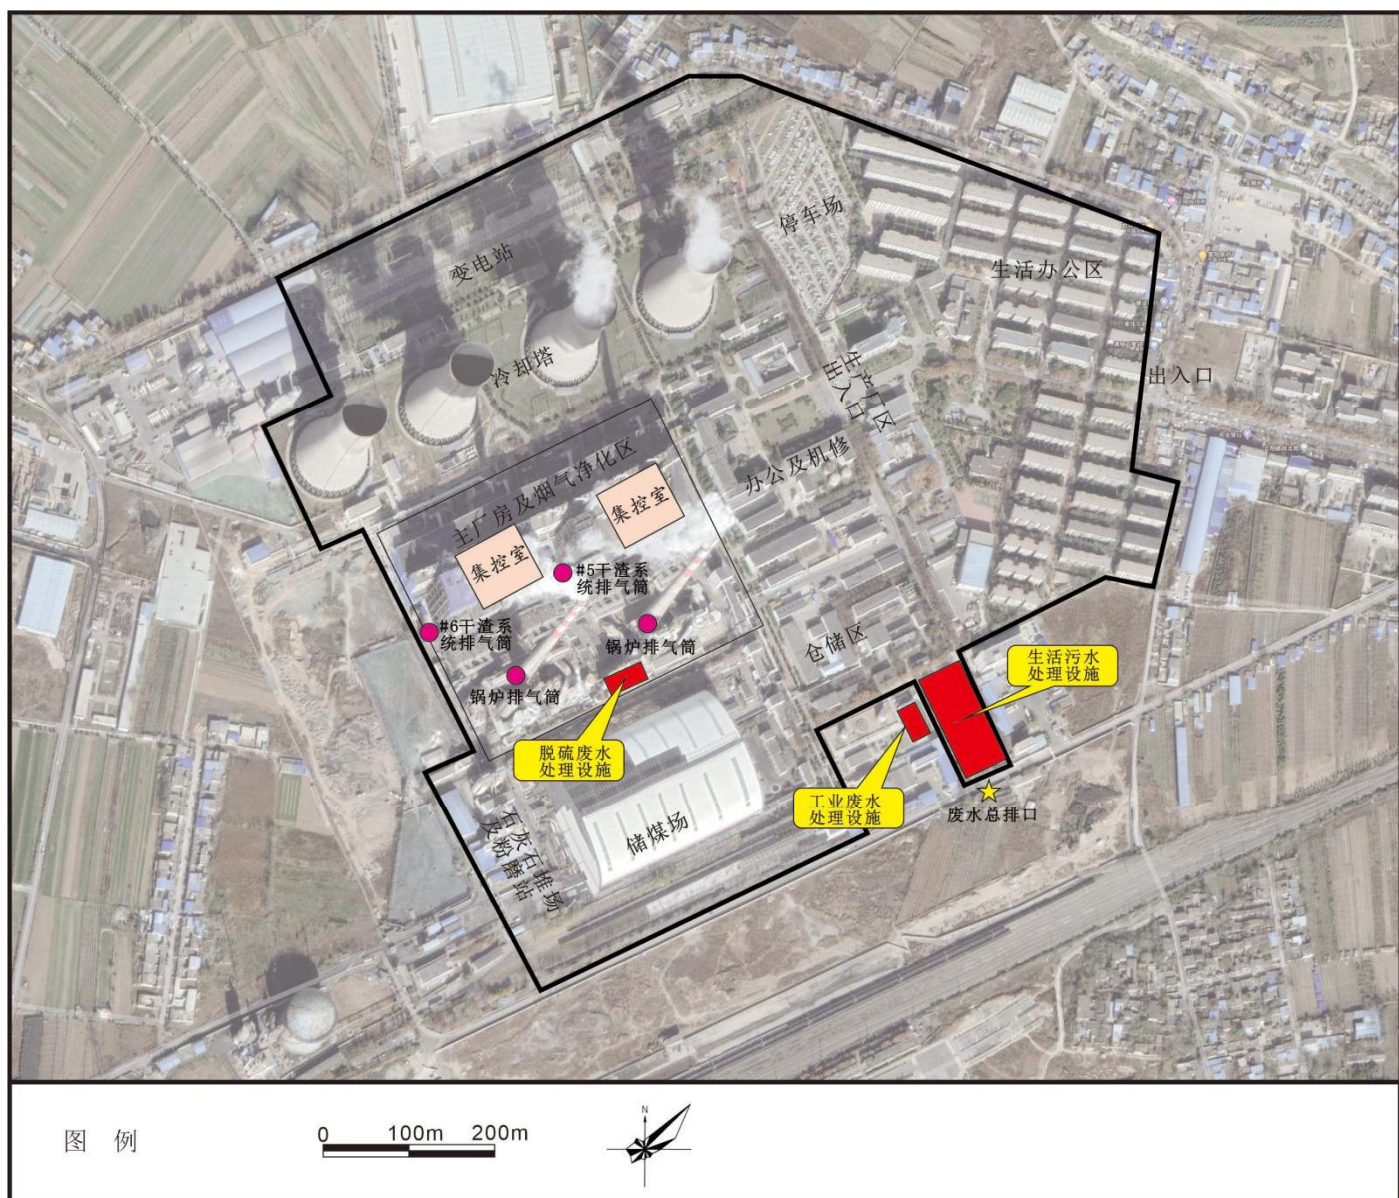 停车场
变电站
生活办公区
冷却塔
生产厂区
出入口
出入口
主厂房及烟气净化区
办公及机修
集控室
集控室
#5干渣系
统排气筒
#6干渣系
统排气筒
锅炉排气筒
锅炉排气筒
仓储区
生活污水
处理设施
脱硫废水
处理设施
工业废水
处理设施
废水总排口
储煤场
石灰石堆场
及粉磨站
图 例
0 100m 200m
N